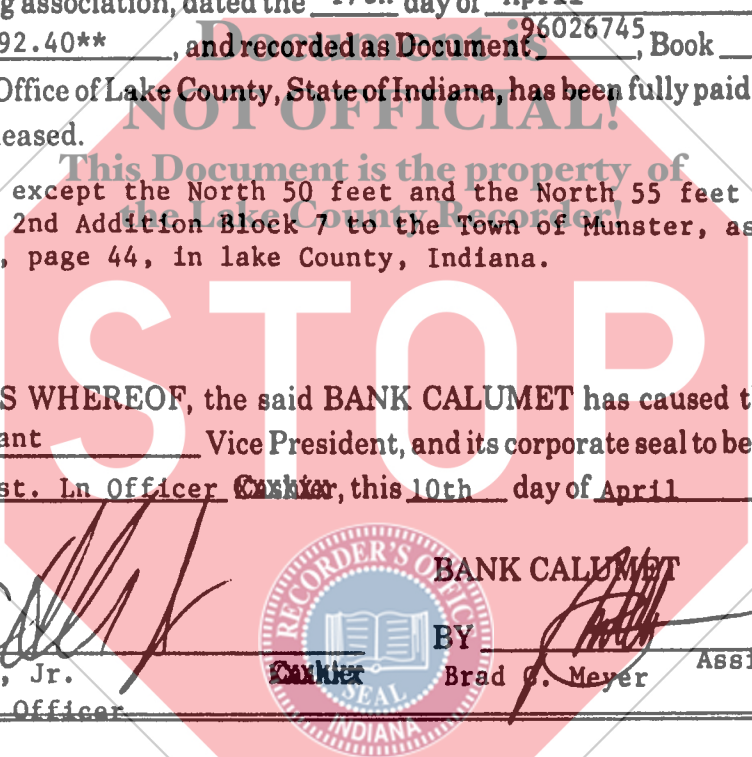 g association, dated the 17th day of April
92.40** , and recorded as Document 96026745, Book
Document is
Office of Lake County, State of Indiana, has been fully paid
NOT OFFICIAL!
eased.
This Document is the property of
except the North 50 feet and the North 55 feet
the Lake County Recorder!
2nd Addition Block 7 to the Town of Munster, as
, page 44, in lake County, Indiana.
STOP
S WHEREOF, the said BANK CALUMET has caused t
ant Vice President, and its corporate seal to be
st. Ln Officer Cashier, this 10th day of April
RECORDER'S OFFICE
BANK CALUMET
BY
, Jr. Cashier Brad C. Meyer Assi
SEAL
Officer
INDIANA